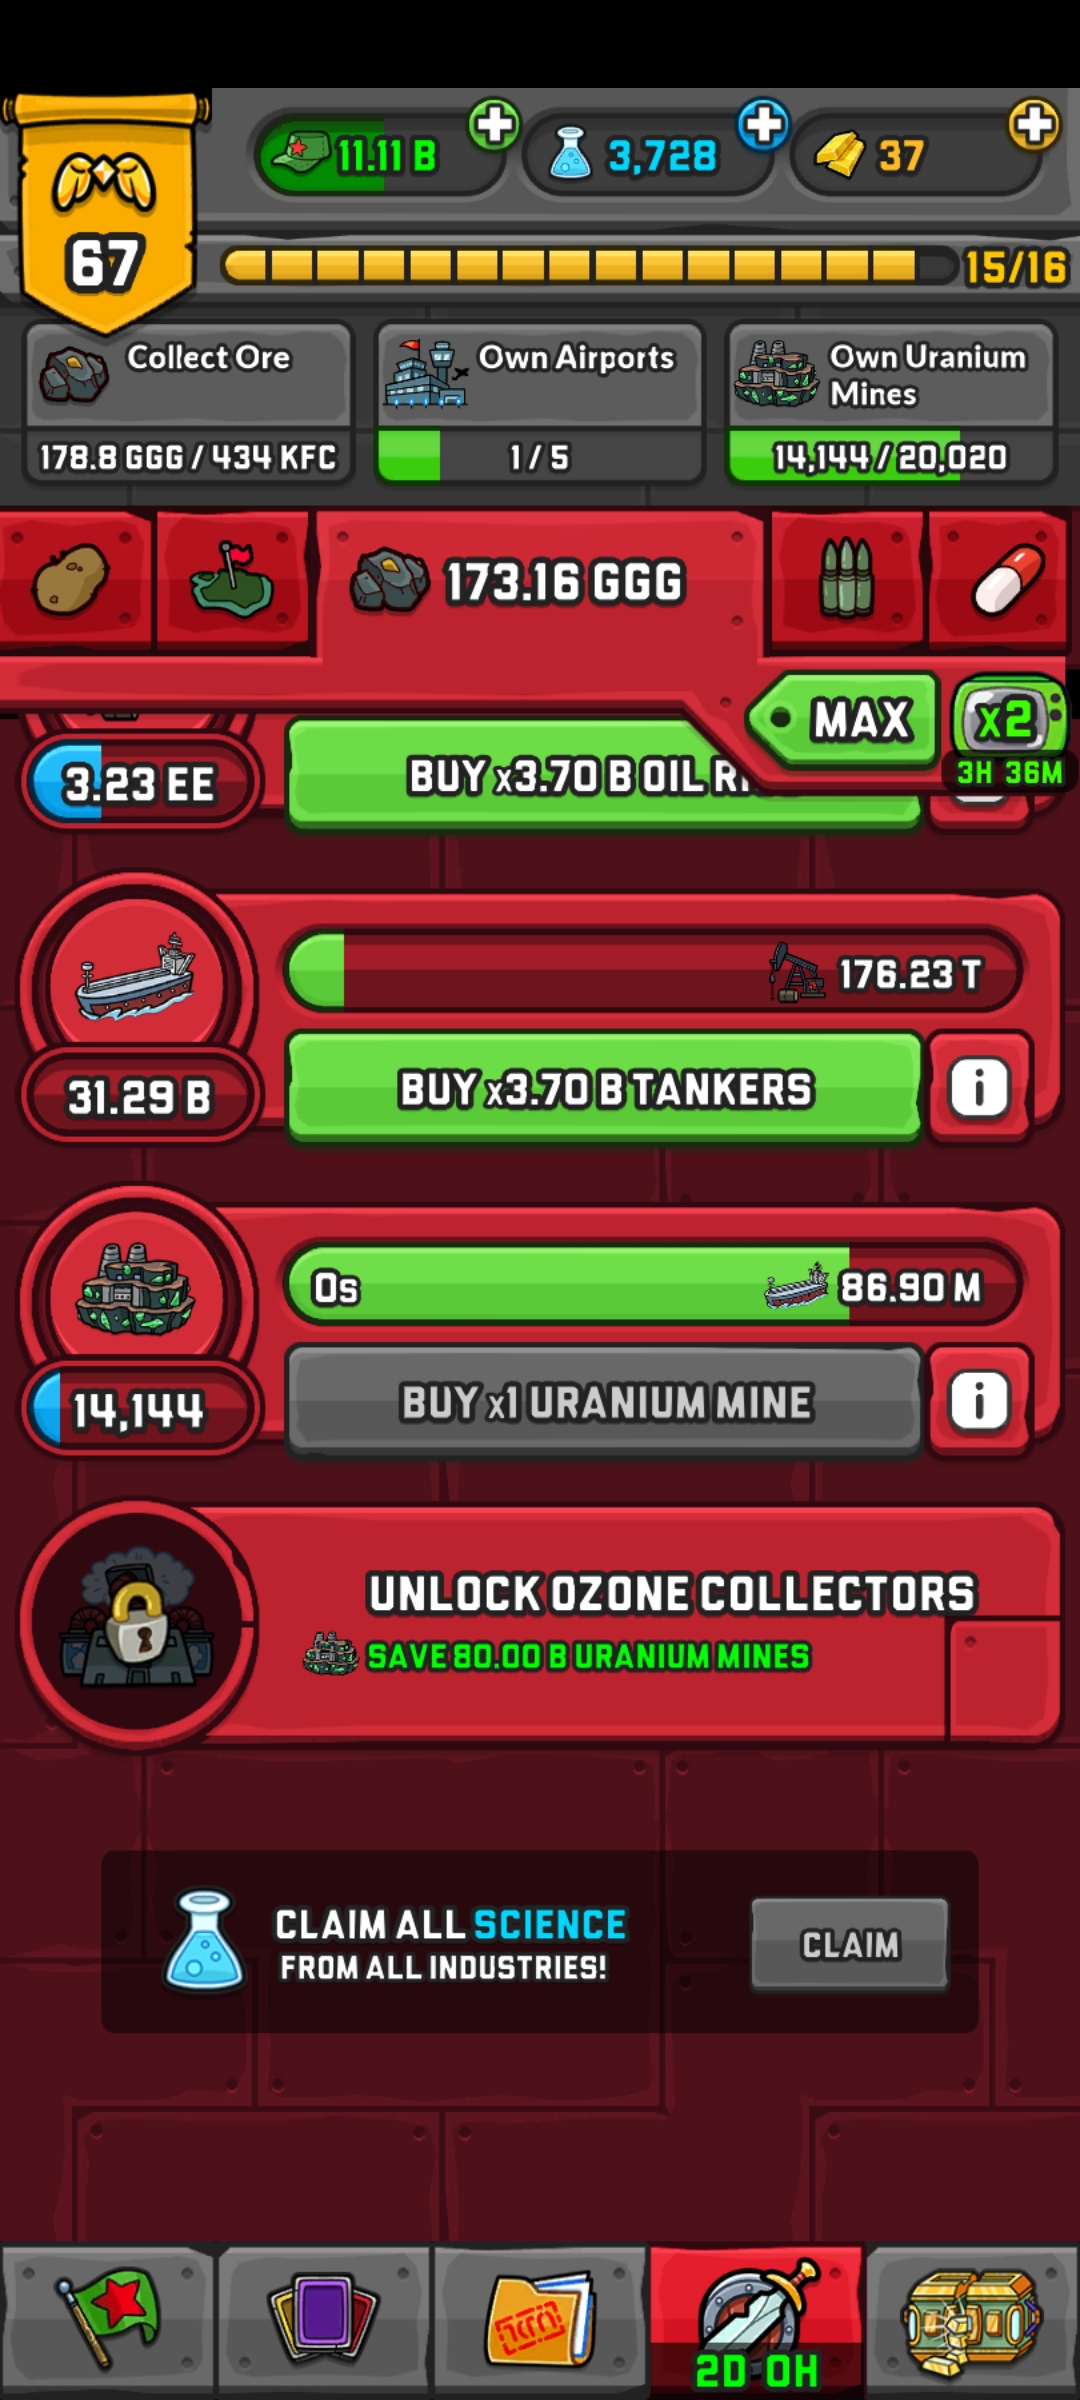 11.11 B
3,728
37
67
15/16
Collect Ore
178.8 GGG / 434 KFC
Own Airports
1 / 5
Own Uranium
Mines
14,144 / 20,020
173.16 GGG
MAX
x2
3H 36M
3.23 EE
BUY x3.70 B OIL
176.23 T
31.29 B
BUY x3.70 B TANKERS
i
0s
86.90 M
14,144
BUY x1 URANIUM MINE
i
UNLOCK OZONE COLLECTORS
SAVE 80.00 B URANIUM MINES
CLAIM ALL SCIENCE
FROM ALL INDUSTRIES!
CLAIM
2D 0H